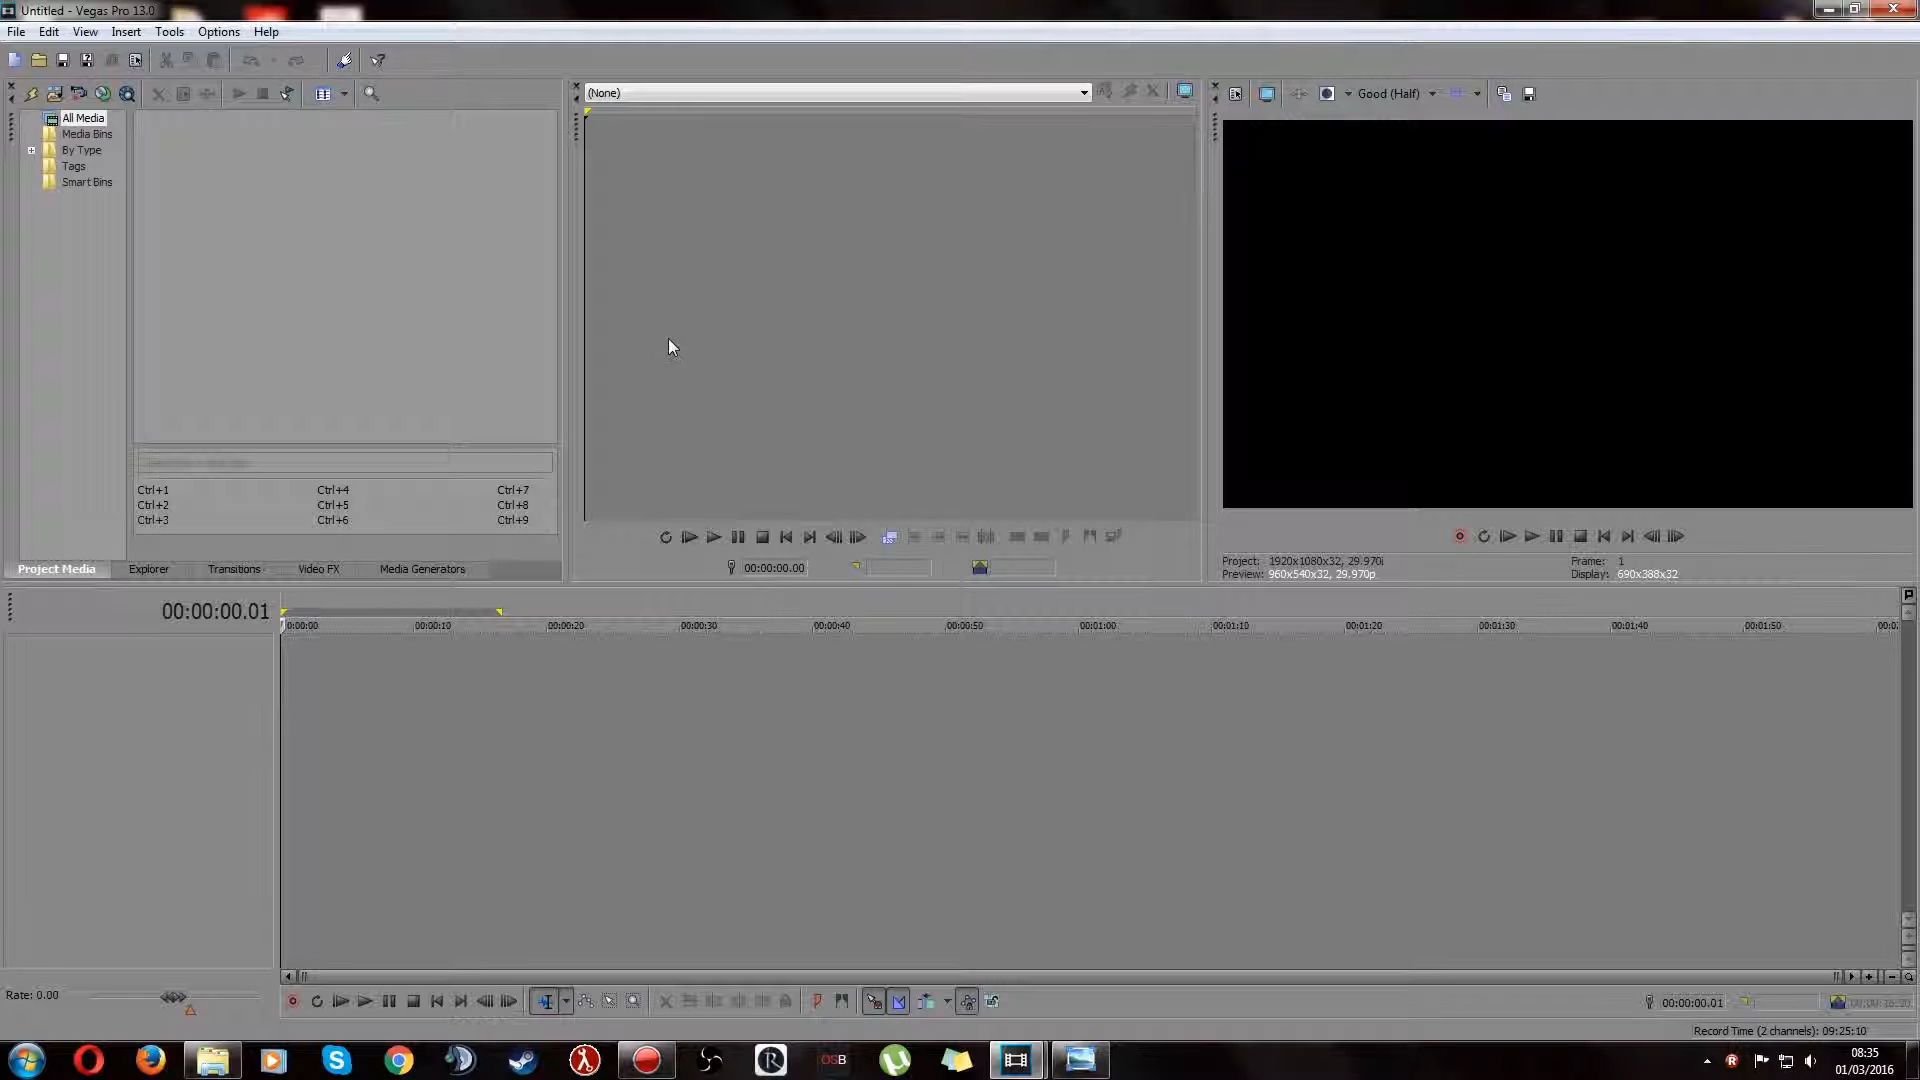 Untitled - Vegas Pro 13.0
File Edit View Insert Tools Options Help
(None)
Good (Half)
All Media
Media Bins
By Type
Tags
Smart Bins
Ctrl+1 Ctrl+4 Ctrl+7
Ctrl+2 Ctrl+5 Ctrl+8
Ctrl+3 Ctrl+6 Ctrl+9
Project Media Explorer Transitions Video FX Media Generators
00:00:00.00
Project: 1920x1080x32, 29.970i
Preview: 960x540x32, 29.970p
Frame: 1
Display: 690x388x32
00:00:00.01
0:00:00 00:00:10 00:00:20 00:00:30 00:00:40 00:00:50 00:01:00 00:01:10 00:01:20 00:01:30 00:01:40 00:01:50
Rate: 0.00
00:00:00.01
Record Time (2 channels): 09:25:10
OSB
08:35
01/03/2016